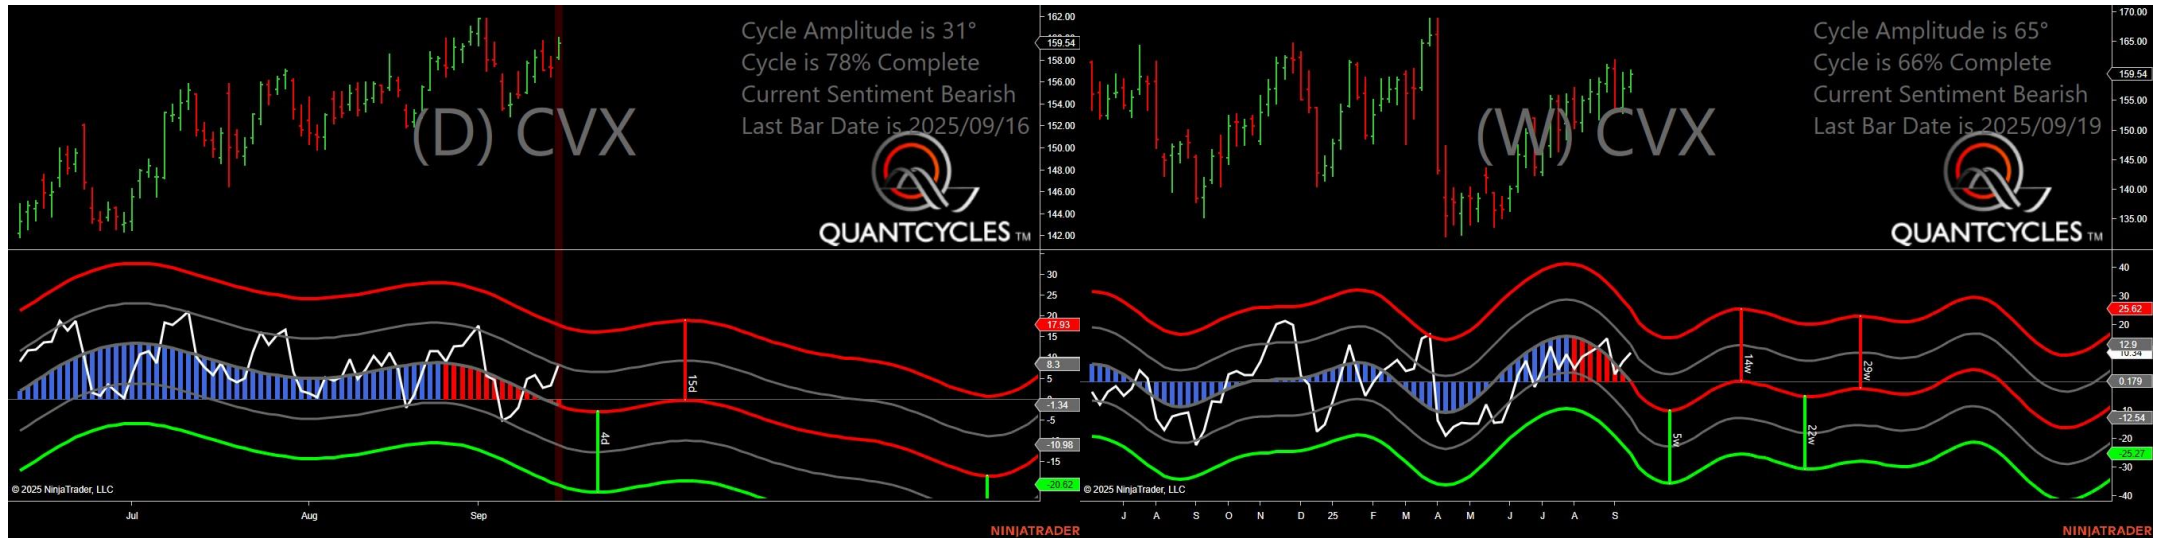 Cycle Amplitude is 31°
Cycle is 78% Complete
Current Sentiment Bearish
Last Bar Date is 2025/09/16
(D) CVX
QUANTCYCLES TM
162.00
159.54
158.00
156.00
154.00
152.00
150.00
148.00
146.00
144.00
142.00
30
25
20
17.93
15
8.3
5
-1.34
-5
-10.98
-15
-20.62
4d
15d
© 2025 NinjaTrader, LLC
Jul
Aug
Sep
NINJATRADER
Cycle Amplitude is 65°
Cycle is 66% Complete
Current Sentiment Bearish
Last Bar Date is 2025/09/19
(W) CVX
QUANTCYCLES TM
170.00
165.00
159.54
155.00
150.00
145.00
140.00
135.00
40
30
25.62
20
12.9
10.34
0.179
-12.54
-20
-25.27
-30
-40
5w
14w
22w
29w
© 2025 NinjaTrader, LLC
J A S O N D 25 F M A M J J A S
NINJATRADER